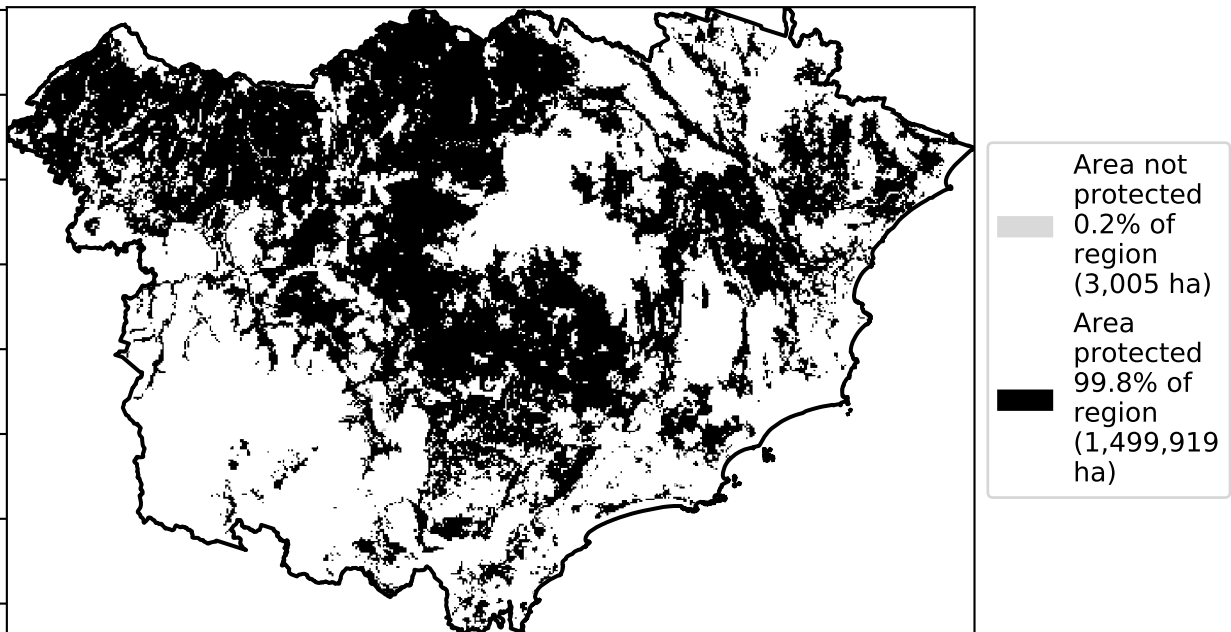 Area not
protected
0.2% of
region
(3,005 ha)
Area
protected
99.8% of
region
(1,499,919
ha)